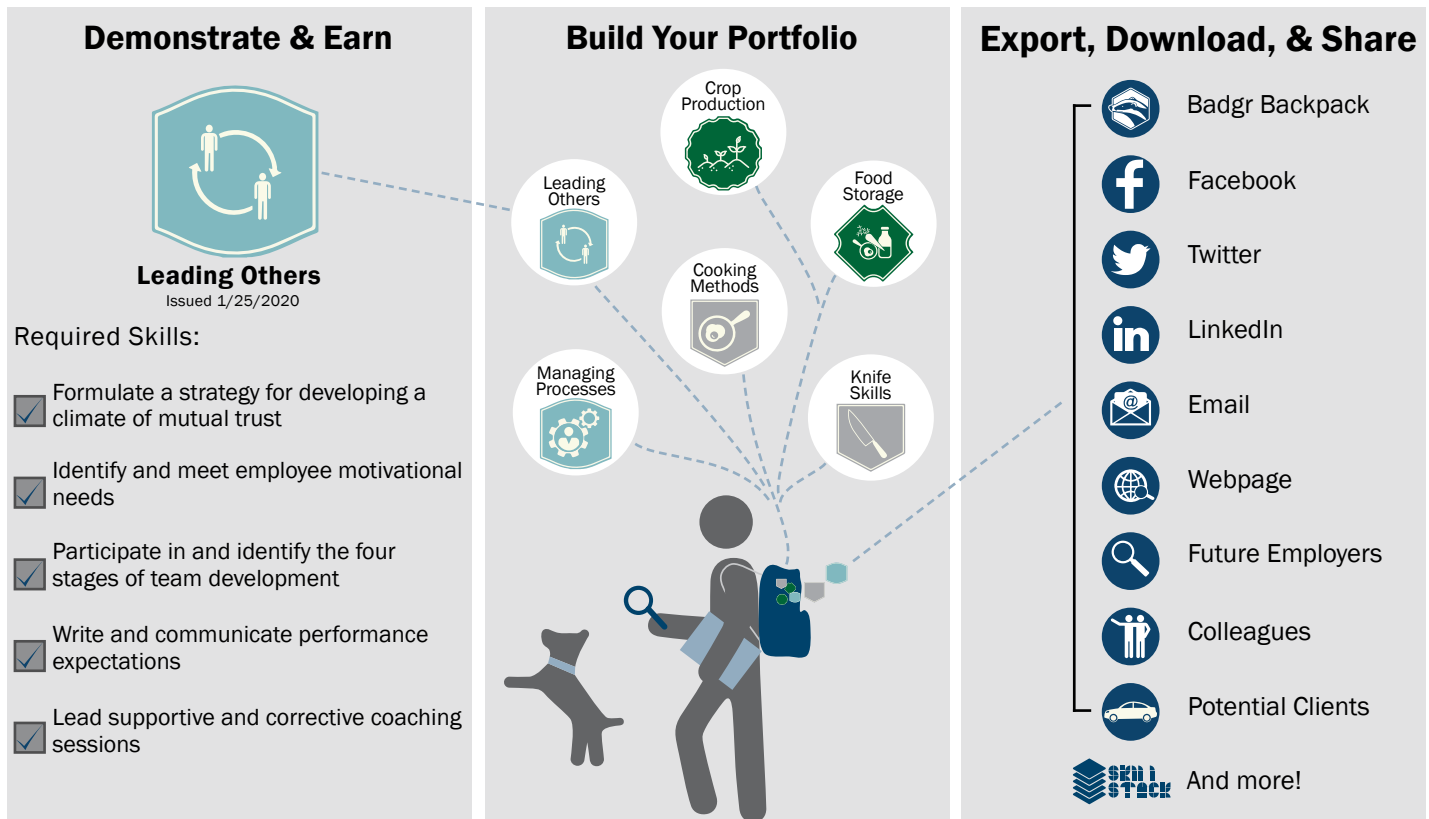 Demonstrate & Earn
Leading Others
Issued 1/25/2020
Required Skills:
Formulate a strategy for developing a
climate of mutual trust
Identify and meet employee motivational
needs
Participate in and identify the four
stages of team development
Write and communicate performance
expectations
Lead supportive and corrective coaching
sessions
Build Your Portfolio
Crop
Production
Leading
Others
Food
Storage
Cooking
Methods
Managing
Processes
Knife
Skills
Export, Download, & Share
Badgr Backpack
f
Facebook
Twitter
in
LinkedIn
@
Email
Webpage
Future Employers
Colleagues
Potential Clients
SKILL
STACK
And more!